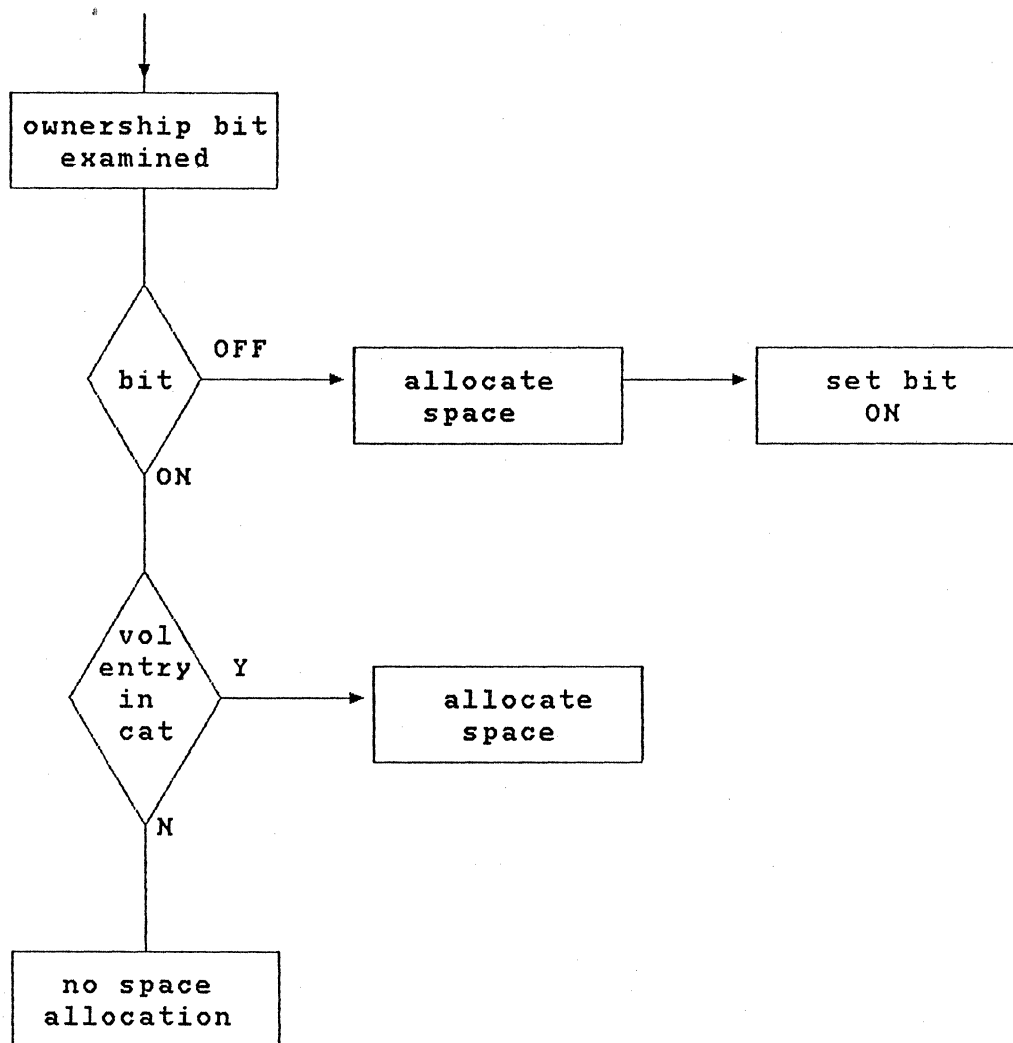 ownership bit
examined
bit
OFF
allocate
space
set bit
ON
ON
vol
entry
in
cat
Y
allocate
space
N
no space
allocation